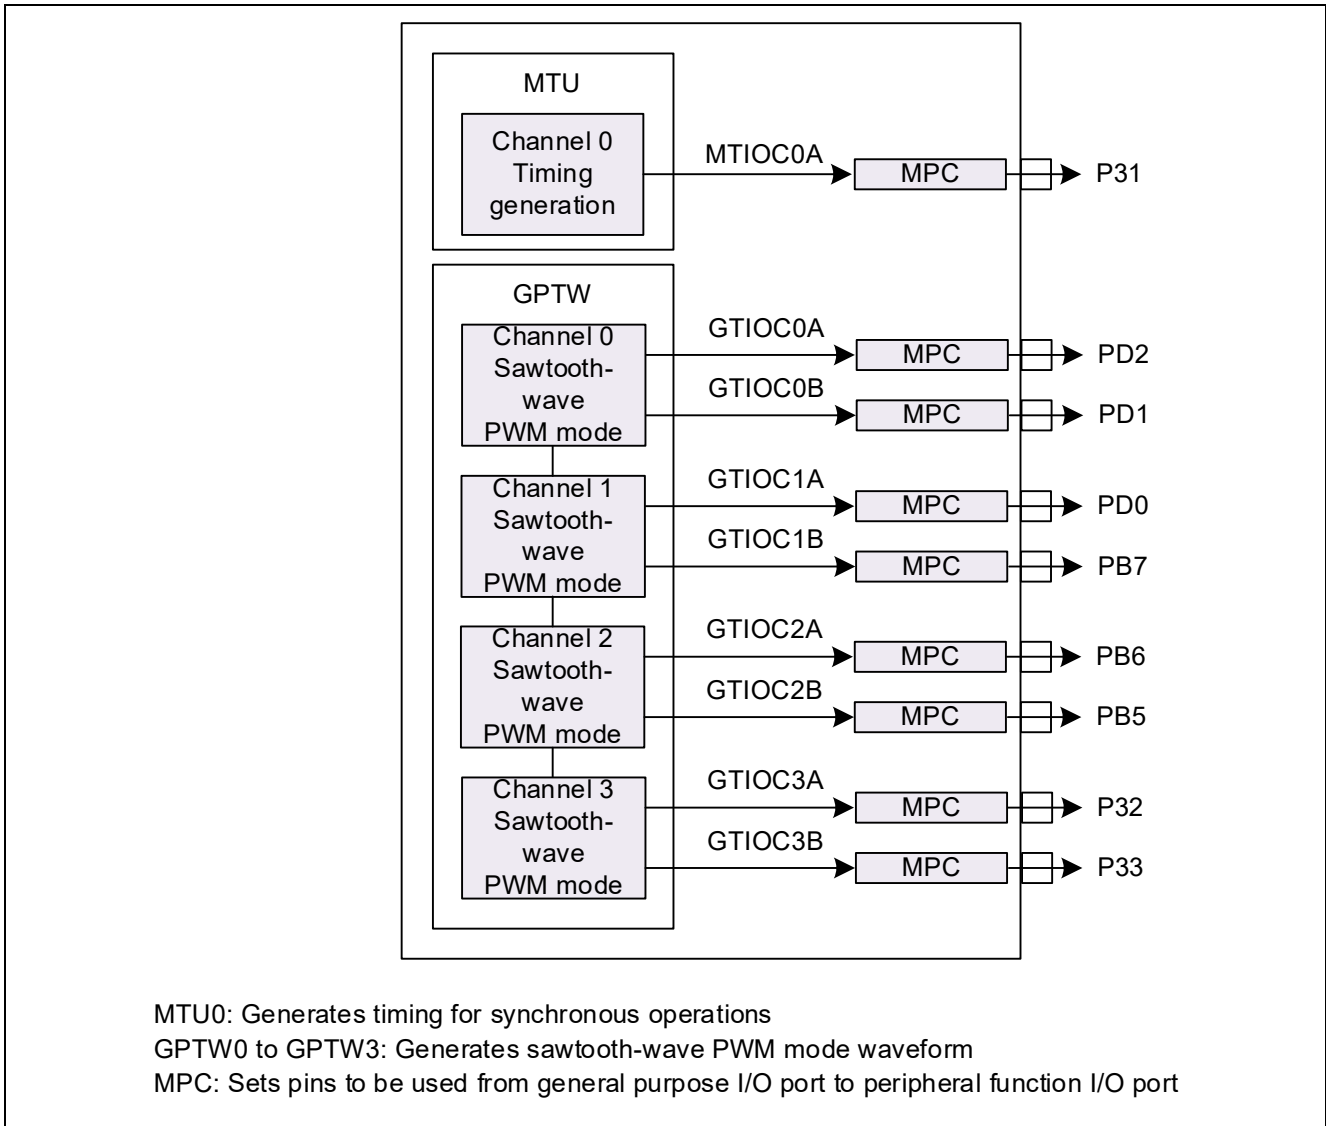 MTU
Channel 0
Timing
generation
MTIOC0A
MPC
P31
GPTW
Channel 0
Sawtooth-
wave
PWM mode
GTIOC0A
MPC
PD2
GTIOC0B
MPC
PD1
Channel 1
Sawtooth-
wave
PWM mode
GTIOC1A
MPC
PD0
GTIOC1B
MPC
PB7
Channel 2
Sawtooth-
wave
PWM mode
GTIOC2A
MPC
PB6
GTIOC2B
MPC
PB5
Channel 3
Sawtooth-
wave
PWM mode
GTIOC3A
MPC
P32
GTIOC3B
MPC
P33
MTU0: Generates timing for synchronous operations
GPTW0 to GPTW3: Generates sawtooth-wave PWM mode waveform
MPC: Sets pins to be used from general purpose I/O port to peripheral function I/O port